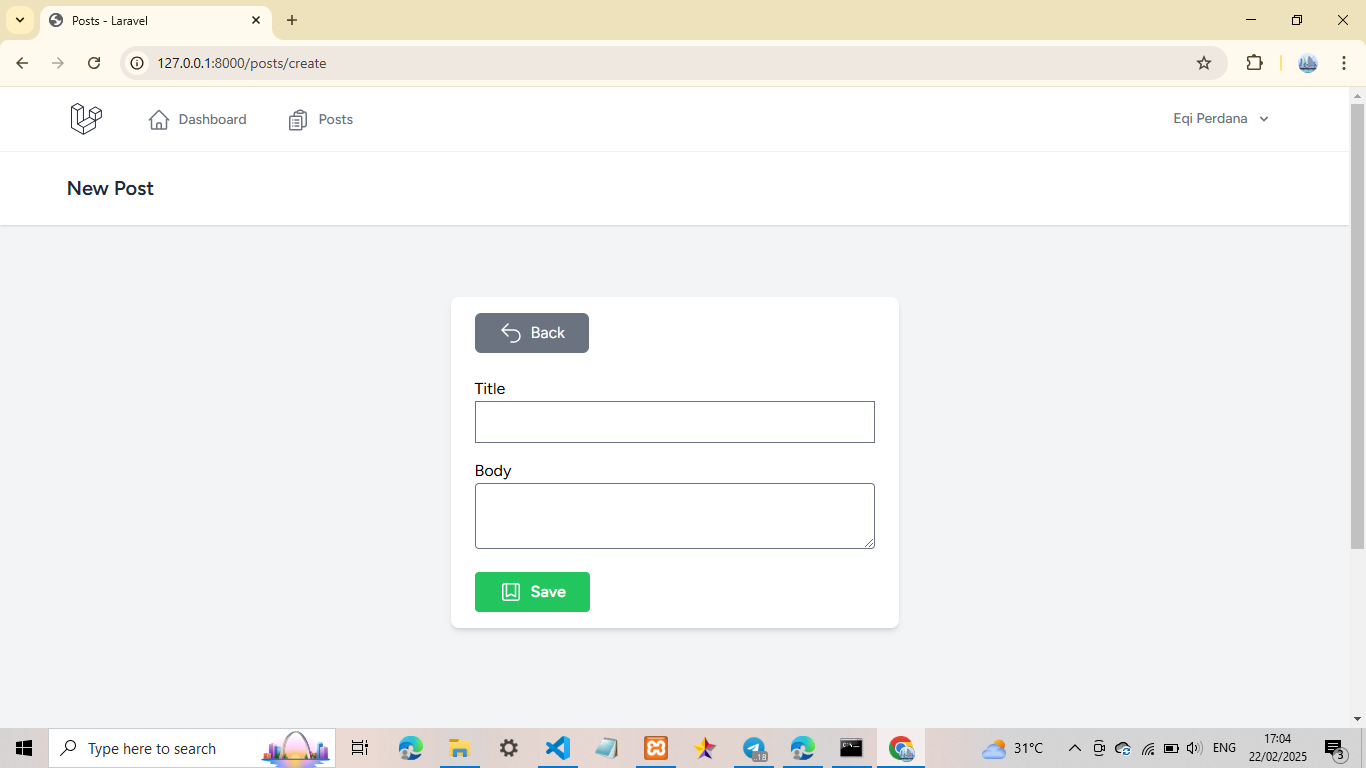 Posts - Laravel
127.0.0.1:8000/posts/create
Dashboard
Posts
Eqi Perdana
New Post
Back
Title
Body
Save
Type here to search
18
31°C
ENG
17:04
22/02/2025
3